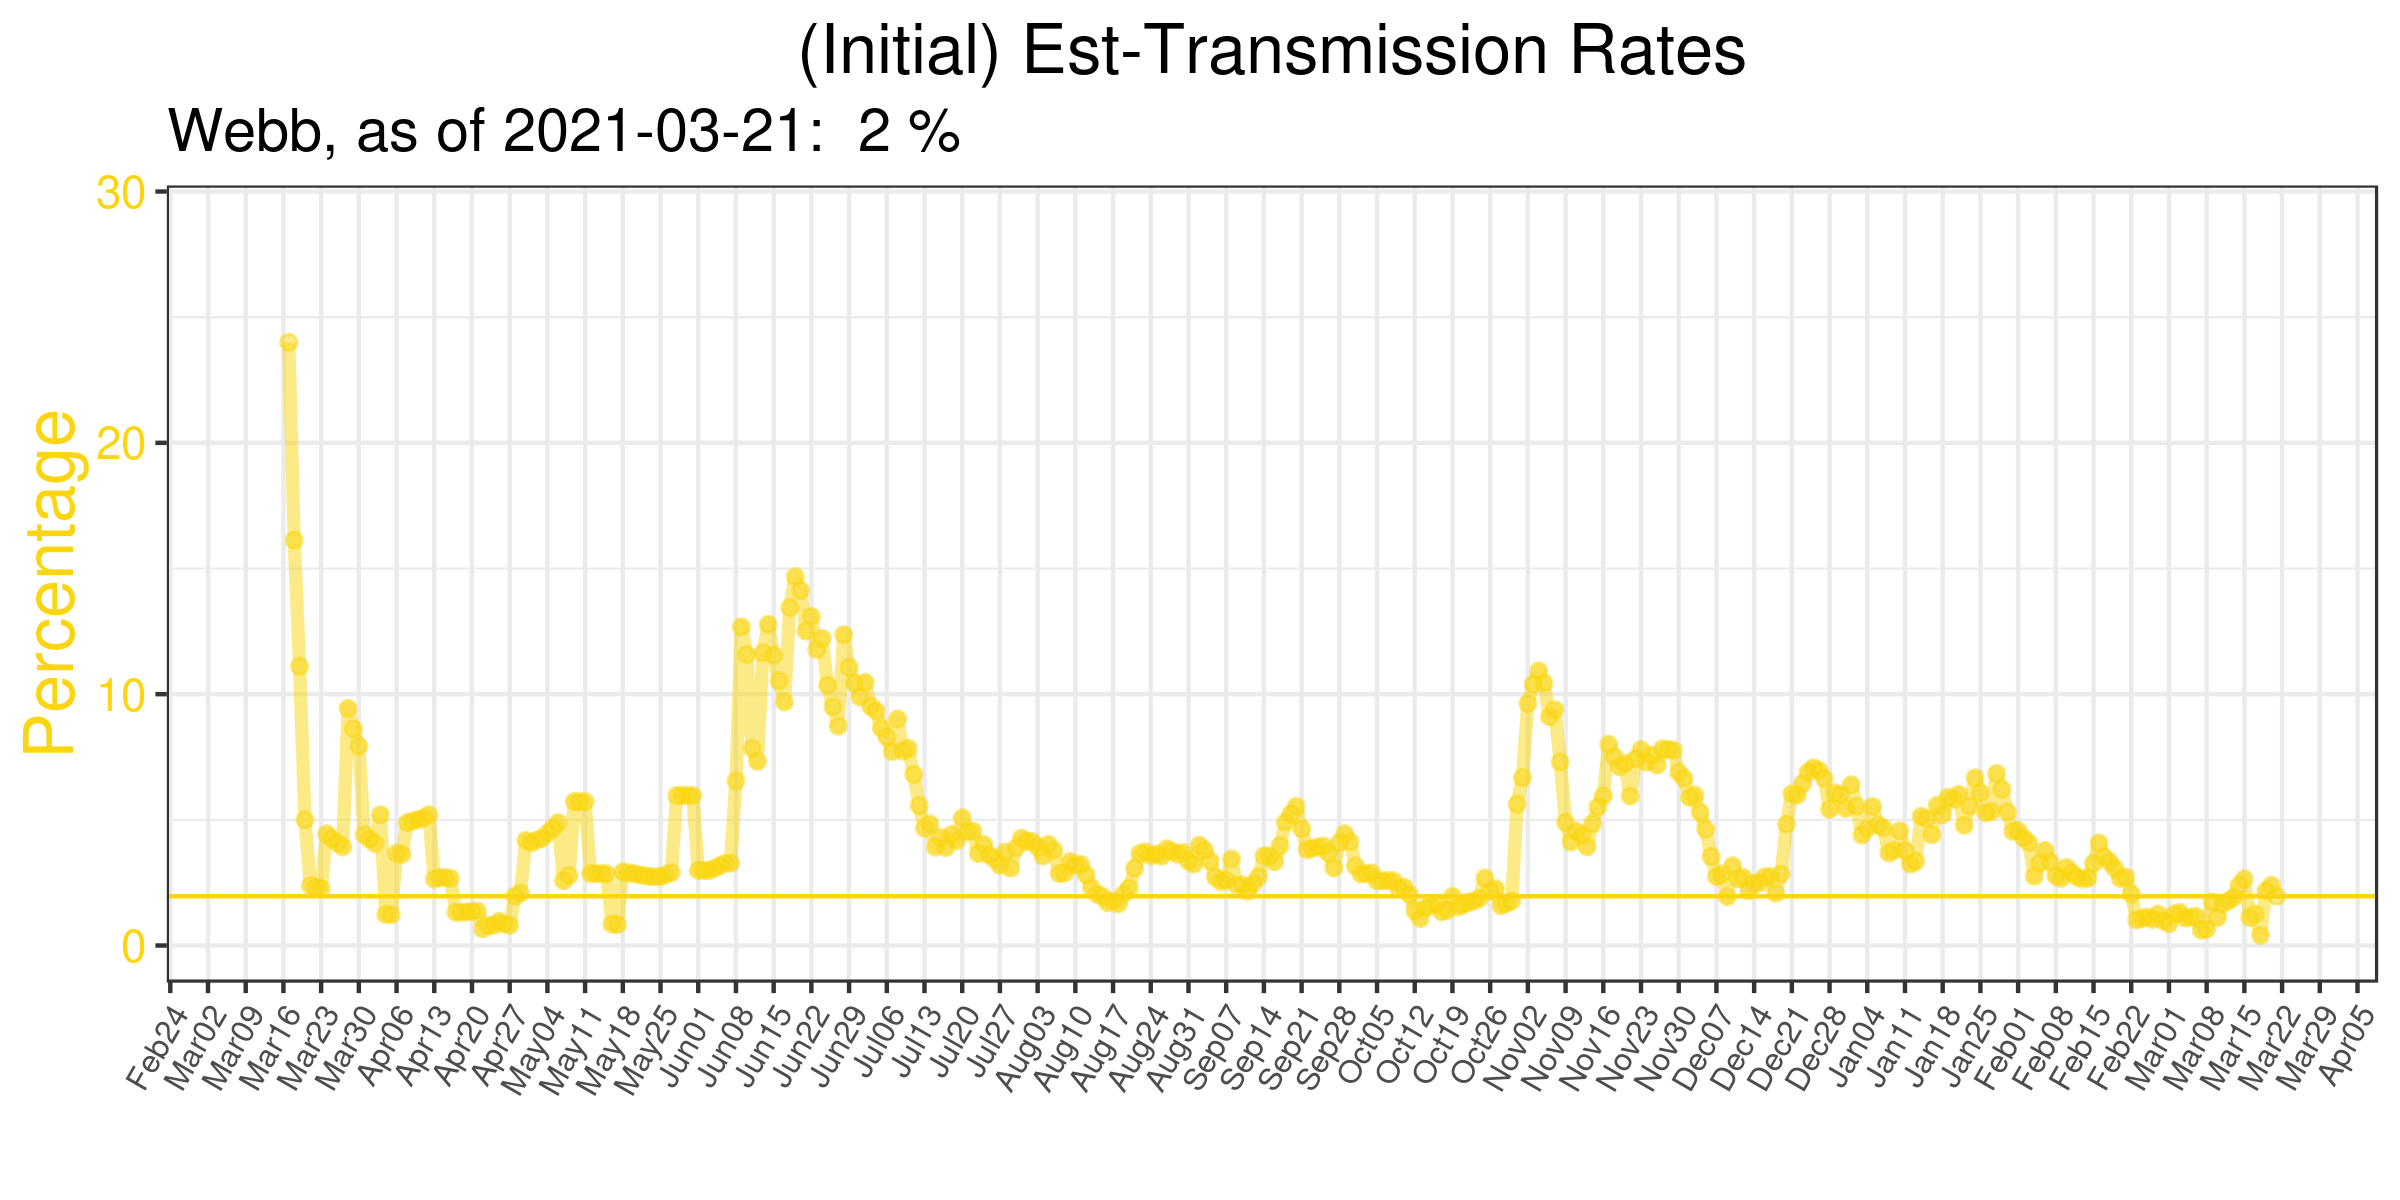 (Initial) Est-Transmission Rates
Webb, as of 2021-03-21:  2 %
Percentage
30
20
10
0
Feb24
Mar02
Mar09
Mar16
Mar23
Mar30
Apr06
Apr13
Apr20
Apr27
May04
May11
May18
May25
Jun01
Jun08
Jun15
Jun22
Jun29
Jul06
Jul13
Jul20
Jul27
Aug03
Aug10
Aug17
Aug24
Aug31
Sep07
Sep14
Sep21
Sep28
Oct05
Oct12
Oct19
Oct26
Nov02
Nov09
Nov16
Nov23
Nov30
Dec07
Dec14
Dec21
Dec28
Jan04
Jan11
Jan18
Jan25
Feb01
Feb08
Feb15
Feb22
Mar01
Mar08
Mar15
Mar22
Mar29
Apr05